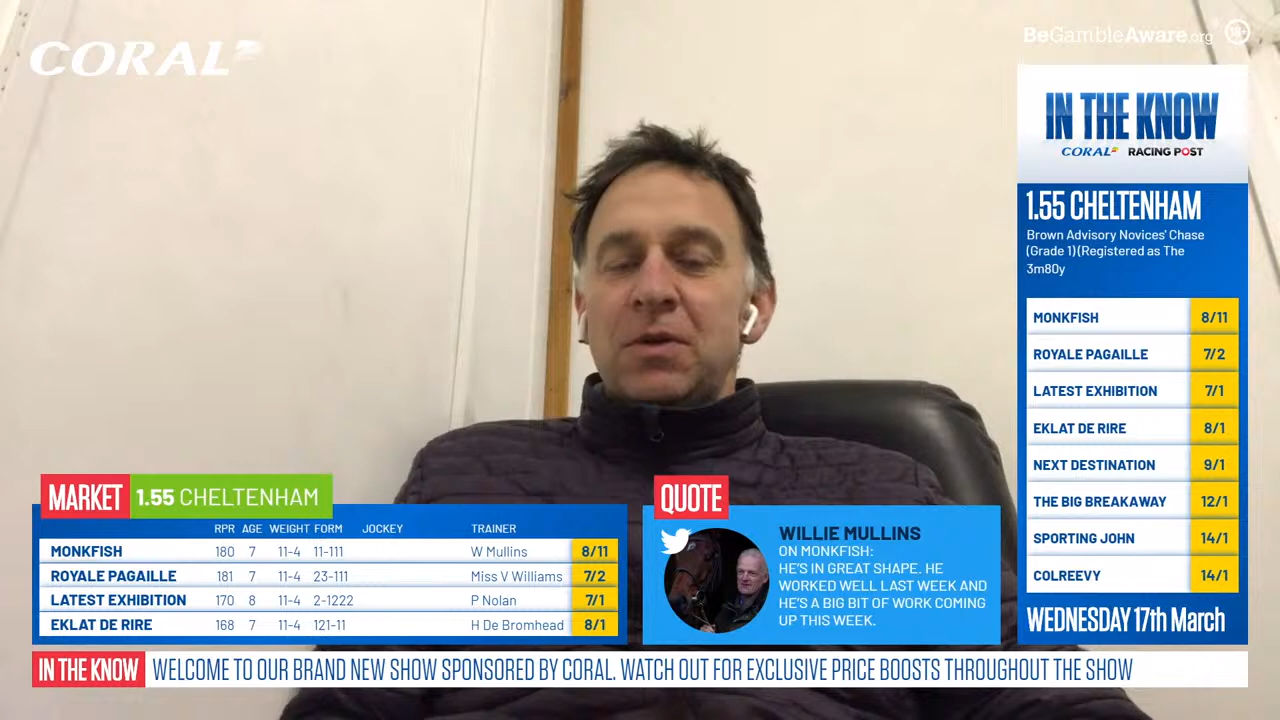 CORAL
BeGambleAware.org 18+
IN THE KNOW
CORAL RACING POST
1.55 CHELTENHAM
Brown Advisory Novices' Chase
(Grade 1)(Registered as The
3m80y
MONKFISH 8/11
ROYALE PAGAILLE 7/2
LATEST EXHIBITION 7/1
EKLAT DE RIRE 8/1
NEXT DESTINATION 9/1
THE BIG BREAKAWAY 12/1
SPORTING JOHN 14/1
COLREEVY 14/1
WEDNESDAY 17th March
MARKET 1.55 CHELTENHAM
RPR AGE WEIGHT FORM JOCKEY TRAINER
MONKFISH 180 7 11-4 11-111 W Mullins 8/11
ROYALE PAGAILLE 181 7 11-4 23-111 Miss V Williams 7/2
LATEST EXHIBITION 170 8 11-4 2-1222 P Nolan 7/1
EKLAT DE RIRE 168 7 11-4 121-11 H De Bromhead 8/1
QUOTE
WILLIE MULLINS
ON MONKFISH:
HE'S IN GREAT SHAPE. HE
WORKED WELL LAST WEEK AND
HE'S A BIG BIT OF WORK COMING
UP THIS WEEK.
IN THE KNOW WELCOME TO OUR BRAND NEW SHOW SPONSORED BY CORAL. WATCH OUT FOR EXCLUSIVE PRICE BOOSTS THROUGHOUT THE SHOW